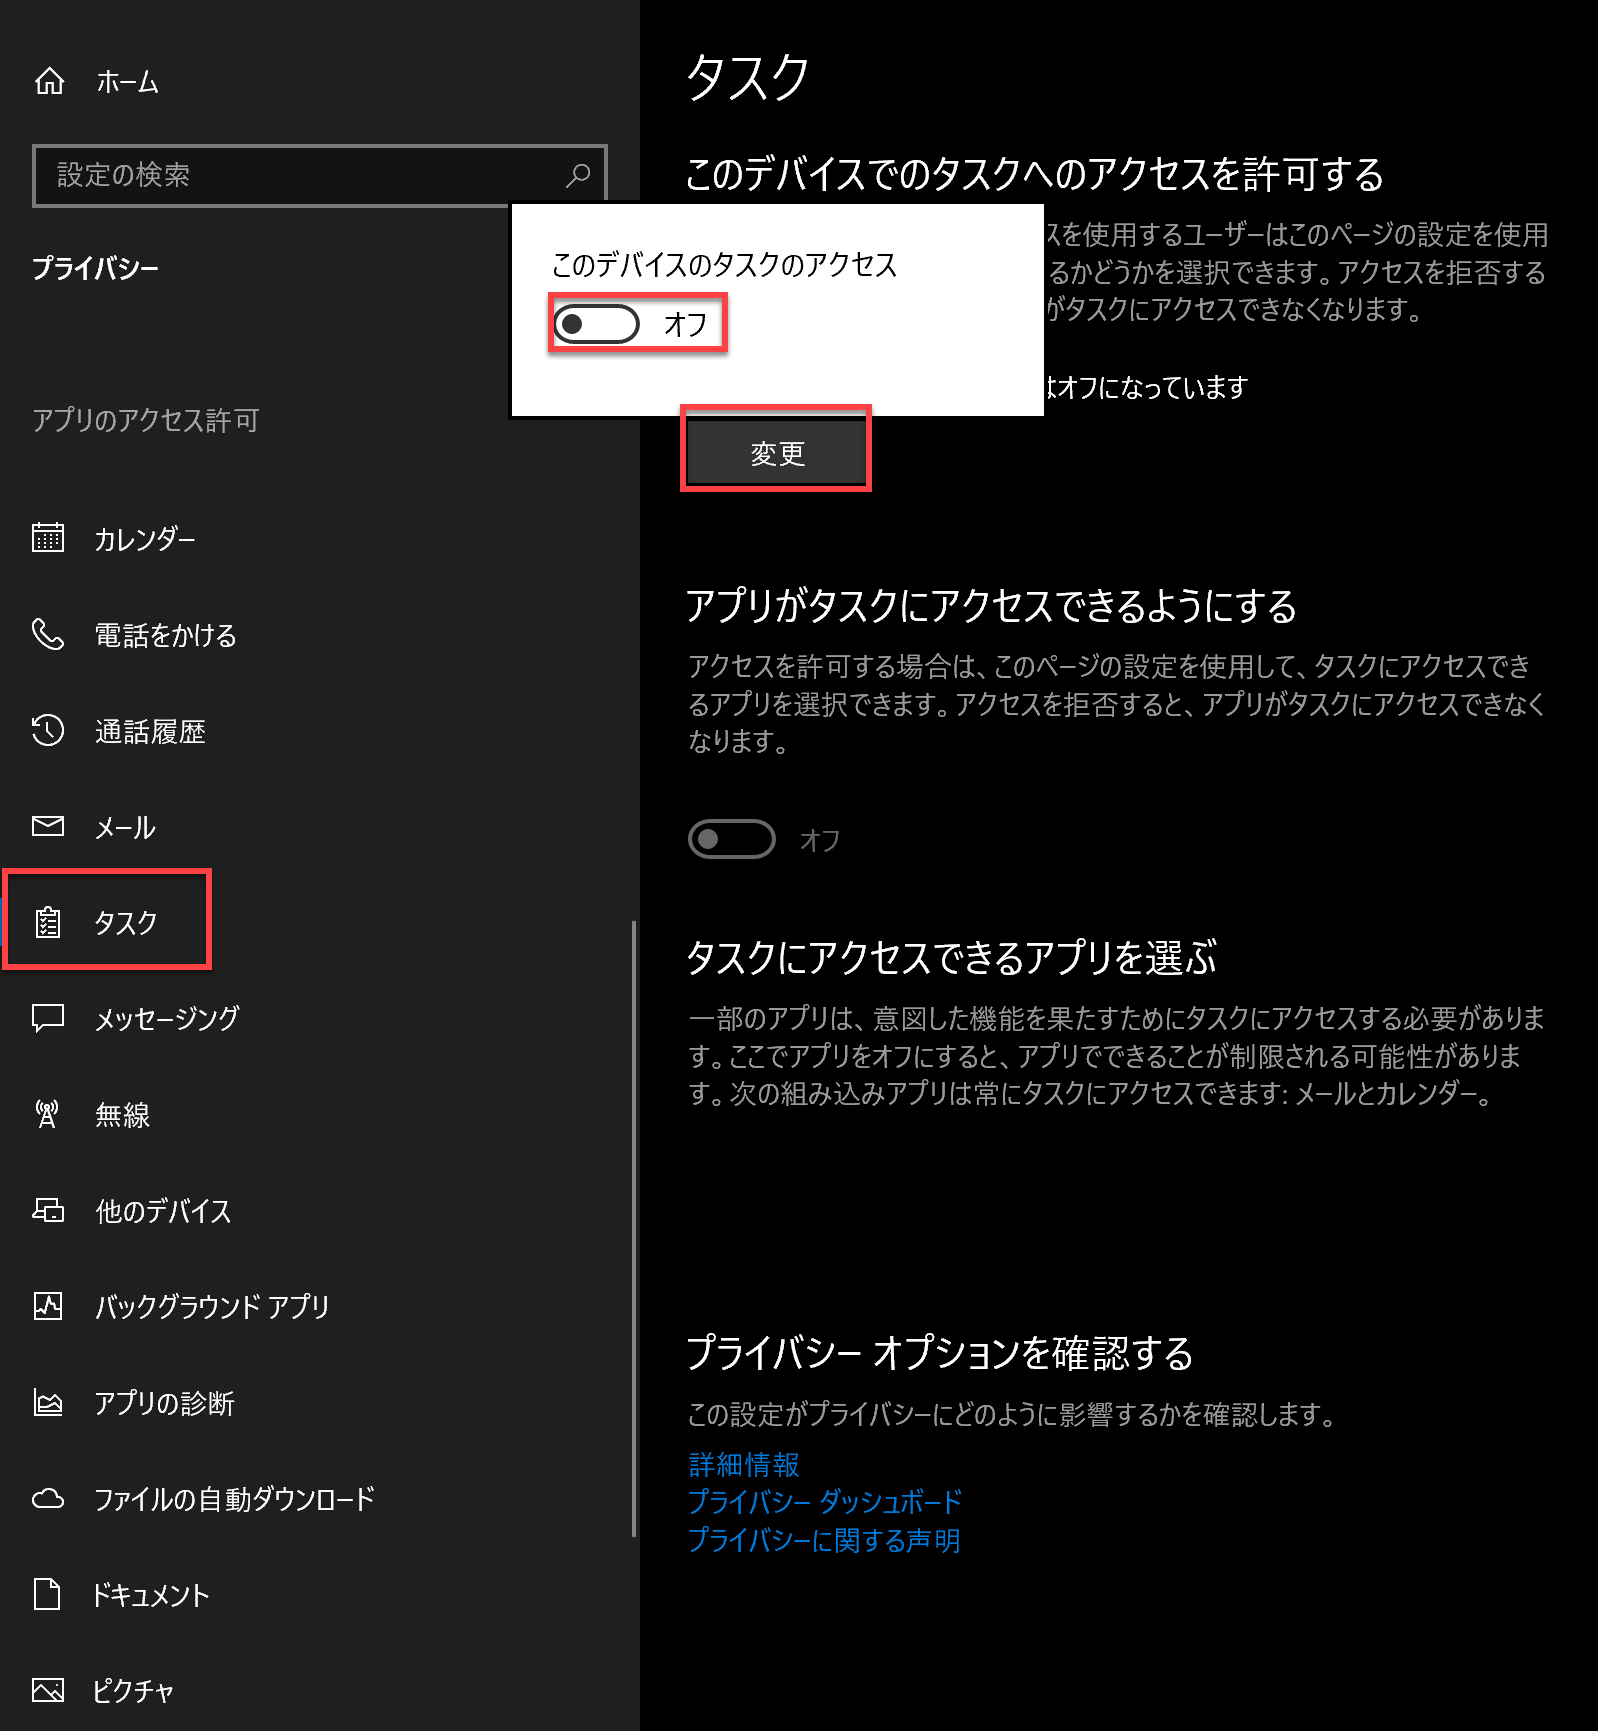 ホーム
設定の検索
プライバシー
アプリのアクセス許可
カレンダー
電話をかける
通話履歴
メール
タスク
メッセージング
無線
他のデバイス
バックグラウンド アプリ
アプリの診断
ファイルの自動ダウンロード
ドキュメント
ピクチャ
タスク
このデバイスでのタスクへのアクセスを許可する
スを使用するユーザーはこのページの設定を使用
るかどうかを選択できます。アクセスを拒否する
がタスクにアクセスできなくなります。
はオフになっています
このデバイスのタスクのアクセス
オフ
変更
アプリがタスクにアクセスできるようにする
アクセスを許可する場合は、このページの設定を使用して、タスクにアクセスでき
るアプリを選択できます。アクセスを拒否すると、アプリがタスクにアクセスできなく
なります。
オフ
タスクにアクセスできるアプリを選ぶ
一部のアプリは、意図した機能を果たすためにタスクにアクセスする必要がありま
す。ここでアプリをオフにすると、アプリでできることが制限される可能性がありま
す。次の組み込みアプリは常にタスクにアクセスできます: メールとカレンダー。
プライバシー オプションを確認する
この設定がプライバシーにどのように影響するかを確認します。
詳細情報
プライバシー ダッシュボード
プライバシーに関する声明